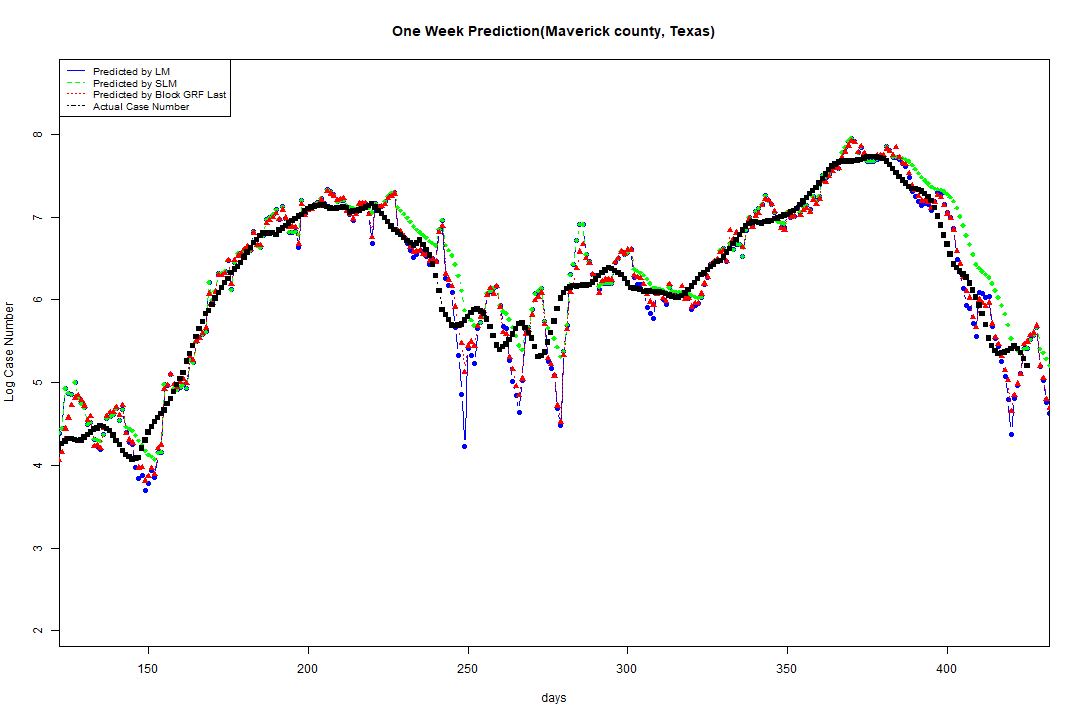 One Week Prediction(Maverick county, Texas)
Predicted by LM
Predicted by SLM
Predicted by Block GRF Last
Actual Case Number
Log Case Number
8
7
6
5
4
3
2
150 200 250 300 350 400
days